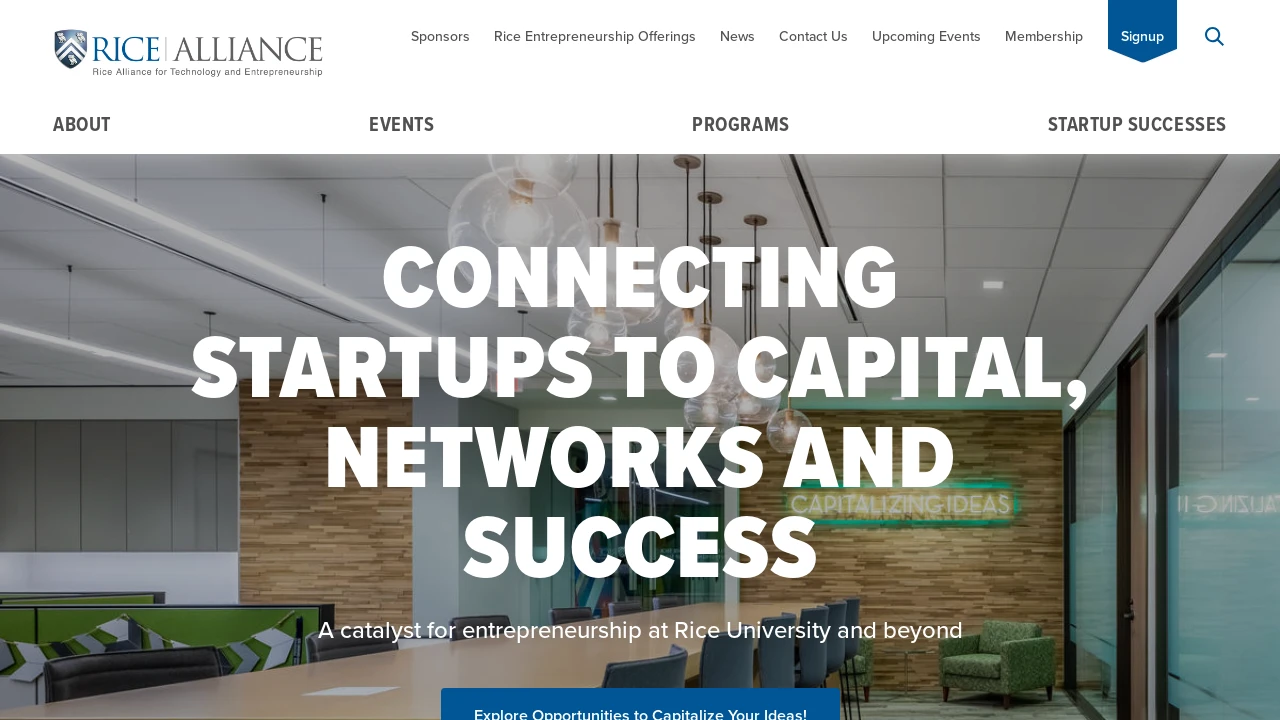 RICE ALLIANCE
Rice Alliance for Technology and Entrepreneurship
Sponsors Rice Entrepreneurship Offerings News Contact Us Upcoming Events Membership Signup
ABOUT EVENTS PROGRAMS STARTUP SUCCESSES
CONNECTING
STARTUPS TO CAPITAL,
NETWORKS AND
SUCCESS
CAPITALIZING IDEAS
A catalyst for entrepreneurship at Rice University and beyond
Explore Opportunities to Capitalize Your Ideas!